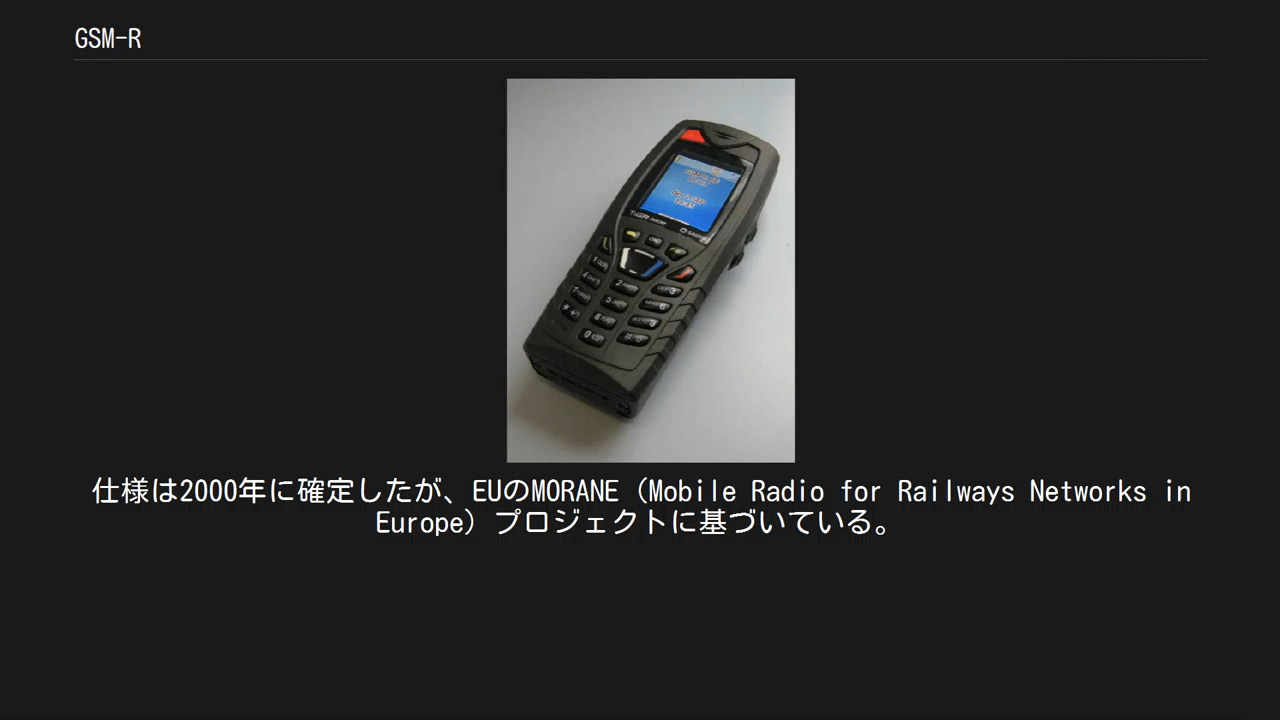 GSM-R
TiGER
仕様は2000年に確定したが、EUのMORANE（Mobile Radio for Railways Networks in
Europe）プロジェクトに基づいている。